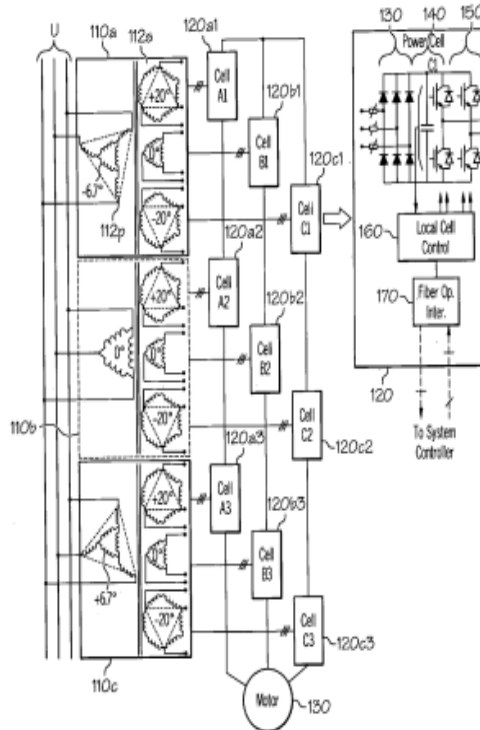 U
110a
112s
120a1
130
140
150
Power Cell
C1
+20°
Cell
A1
120b1
0°
Cell
B1
120c1
-6.7°
Cell
C1
-20°
112p
120a2
160
Local Cell
Control
+20°
Cell
A2
120b2
170
Fiber Op.
Inter.
0°
0°
Cell
B2
120
110b
-20°
Cell
C2
To System
Controller
120a3
120c2
+20°
Cell
A3
120b3
0°
Cell
B3
+6.7°
-20°
Cell
C3
120c3
110c
Motor
130